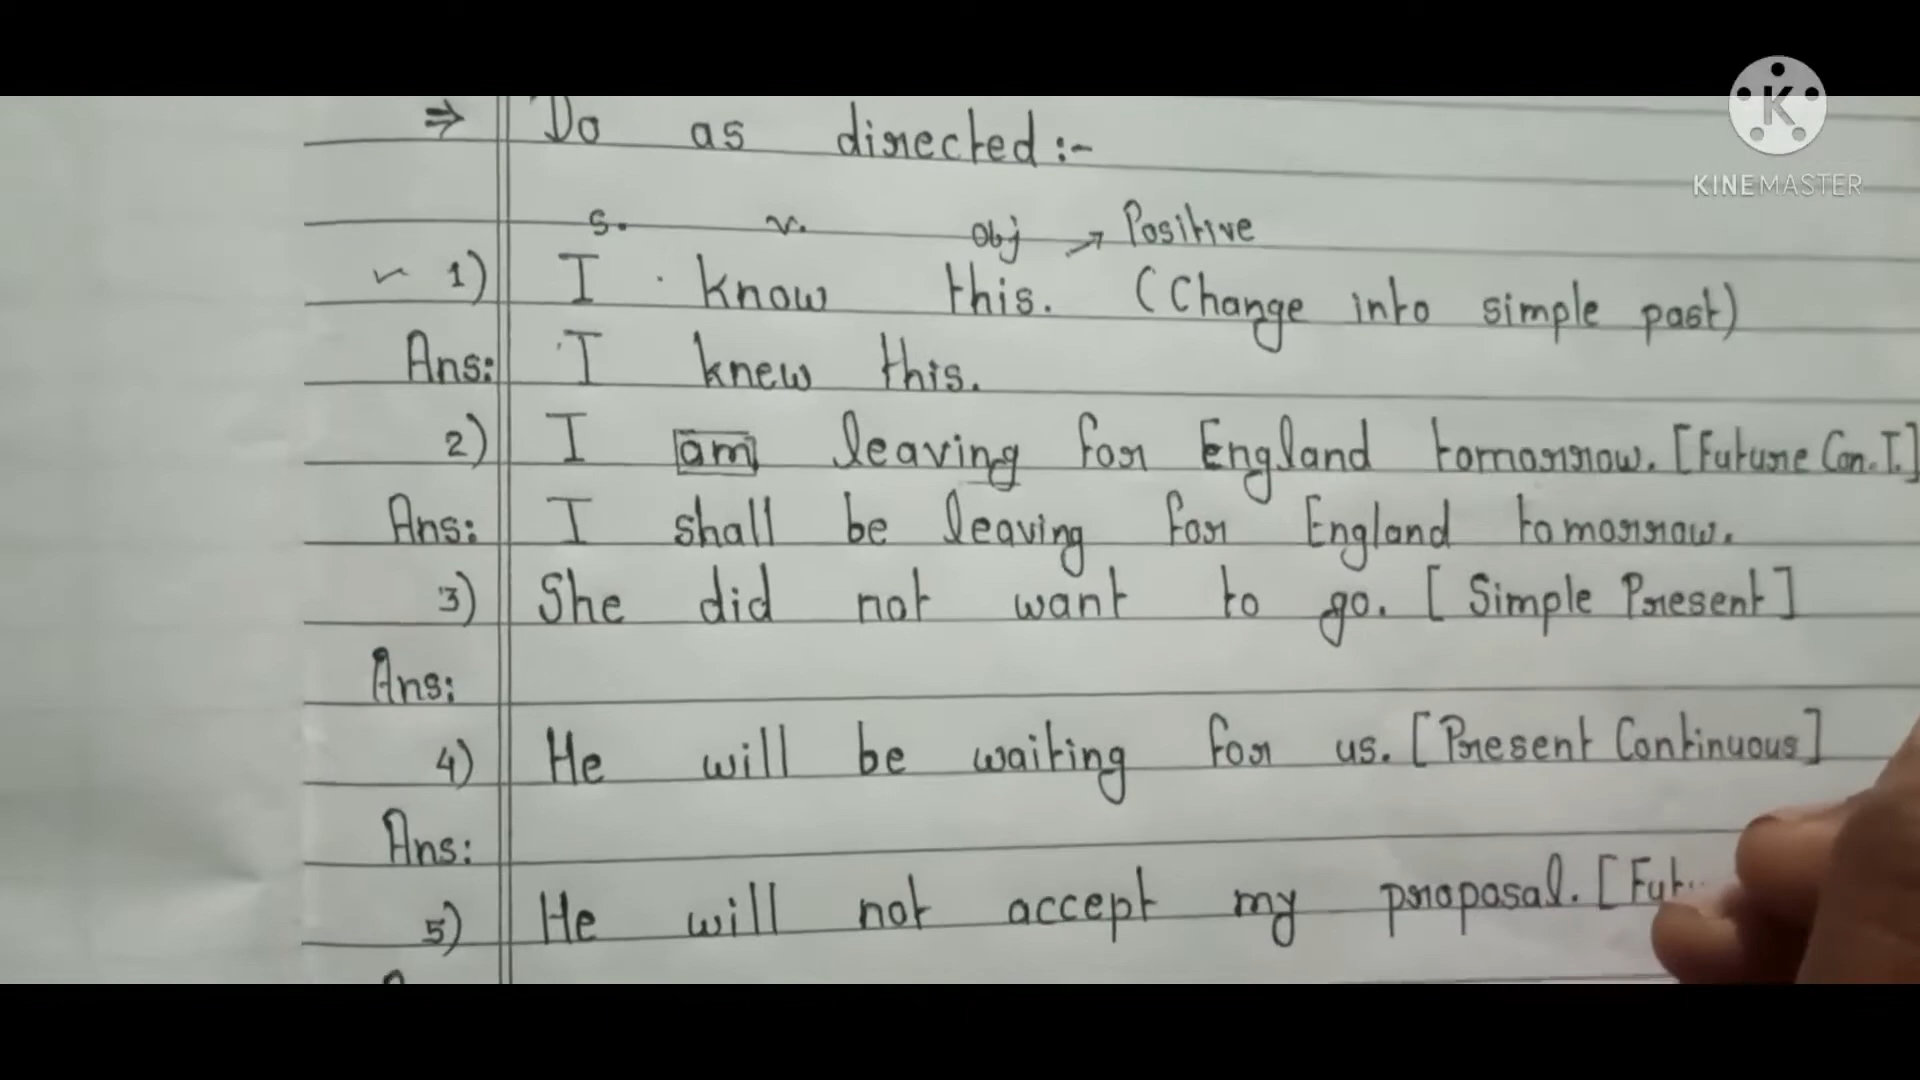 ⇒ Do as directed:-
s. v. obj → Positive
✓ 1) I know this. (Change into simple past)
Ans: I knew this.
2) I am leaving for England tomorrow. [Future Con. T.]
Ans: I shall be leaving for England tomorrow.
3) She did not want to go. [Simple Present]
Ans:
4) He will be waiting for us. [Present Continuous]
Ans:
5) He will not accept my proposal. [
K
KINEMASTER